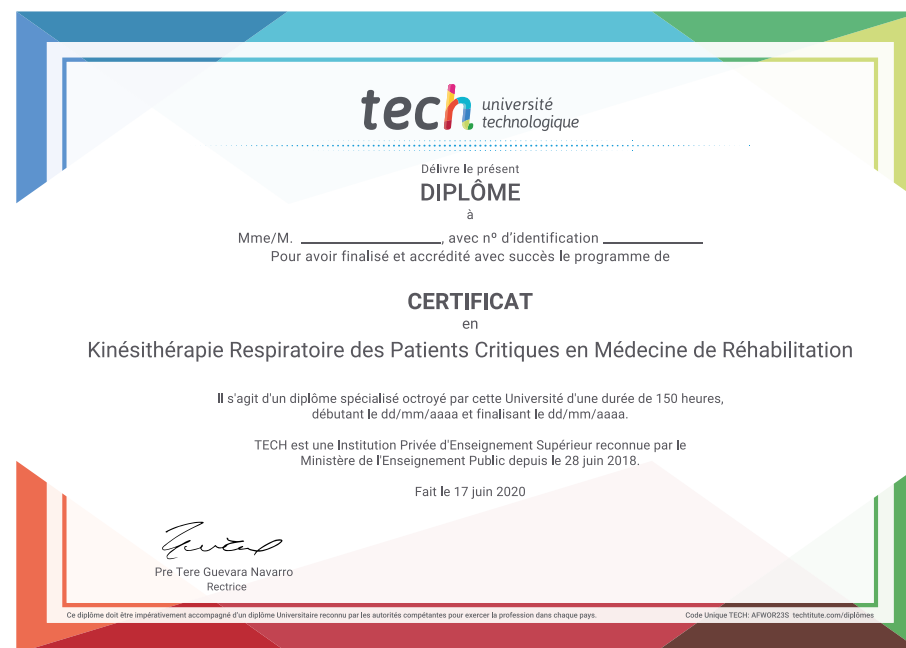 tech université
technologique
Délivre le présent
DIPLÔME
à
Mme/M. ____________________, avec nº d'identification ______________
Pour avoir finalisé et accrédité avec succès le programme de
CERTIFICAT
en
Kinésithérapie Respiratoire des Patients Critiques en Médecine de Réhabilitation
Il s'agit d'un diplôme spécialisé octroyé par cette Université d'une durée de 150 heures,
débutant le dd/mm/aaaa et finalisant le dd/mm/aaaa.
TECH est une Institution Privée d'Enseignement Supérieur reconnue par le
Ministère de l'Enseignement Public depuis le 28 juin 2018.
Fait le 17 juin 2020
Pre Tere Guevara Navarro
Rectrice
Ce diplôme doit être impérativement accompagné d'un diplôme Universitaire reconnu par les autorités compétantes pour exercer la profession dans chaque pays.
Code Unique TECH: AFWOR23S techtitute.com/diplômes